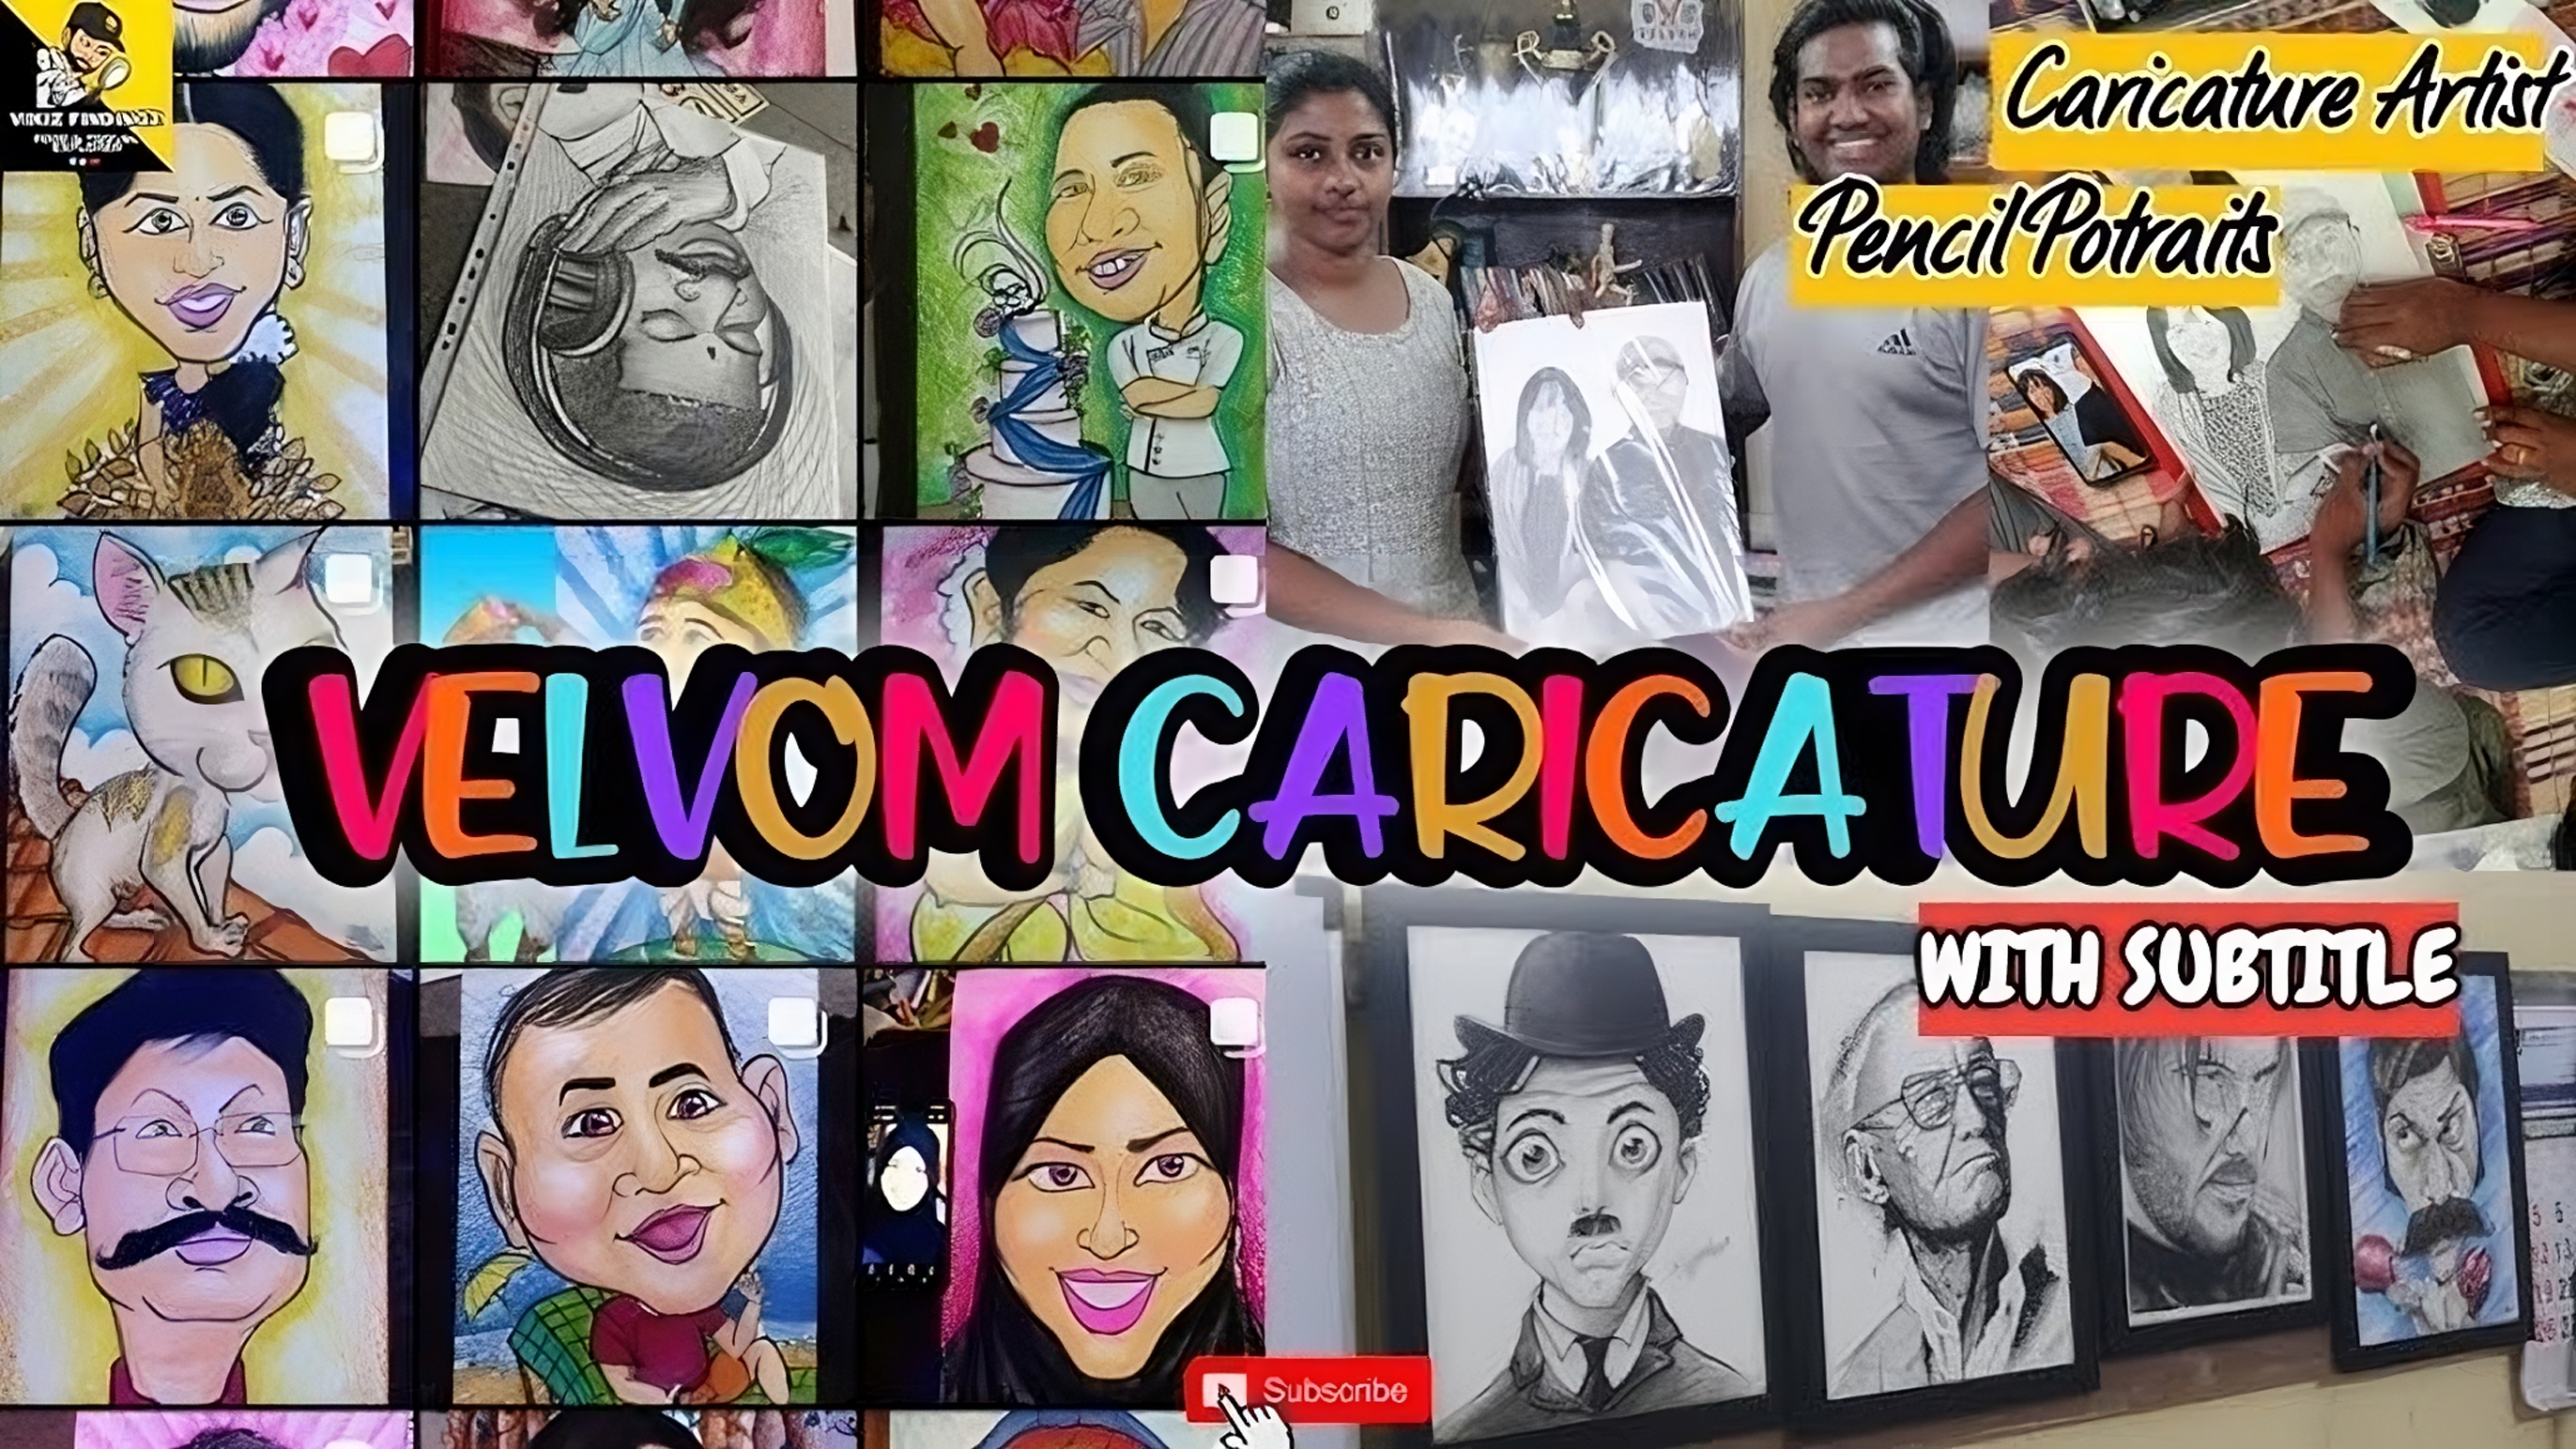 Caricature Artist
Pencil Potraits
VELVOM CARICATURE
WITH SUBTITLE
Subscribe